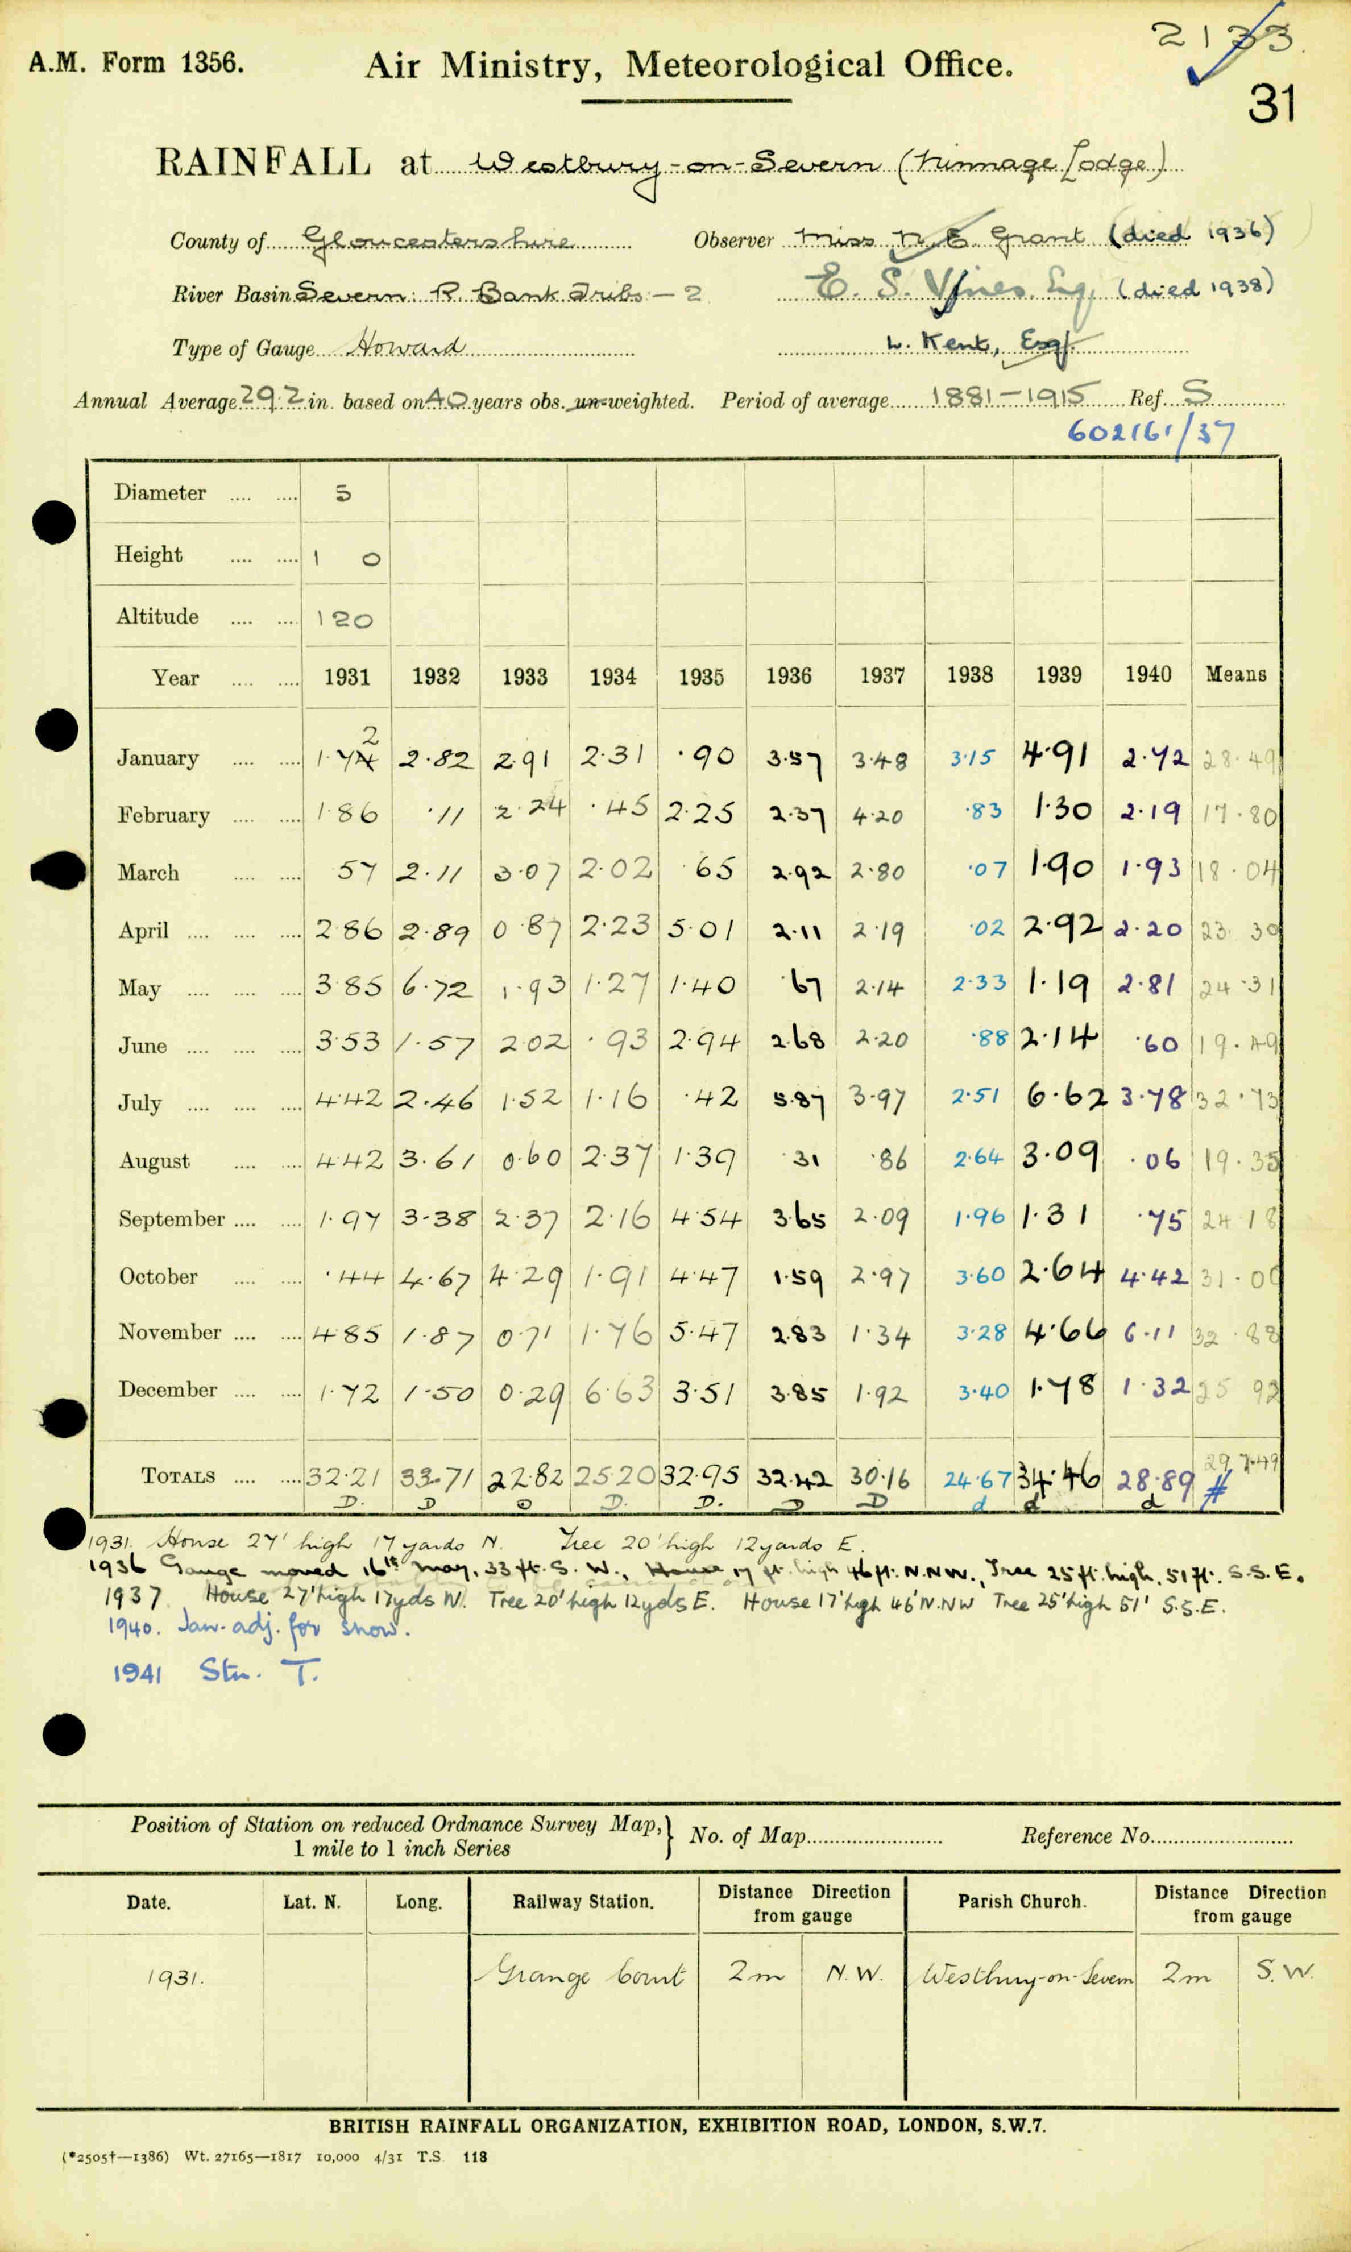 2133
A.M. Form 1356.
Air Ministry, Meteorological Office.
31
RAINFALL at Westbury-on-Severn (Ninnage Lodge)
County of Gloucestershire Observer Miss N. E. Grant (died 1936)
River Basin Severn: R. Bank Tribs - 2 E. S. Vines. Esq. (died 1938)
Type of Gauge Howard L. Kent, Esq.
Annual Average 29.2 in. based on 40 years obs. un-weighted. Period of average 1881-1915 Ref. S
602161/37
Diameter 5
Height 1 0
Altitude 120
Year 1931 1932 1933 1934 1935 1936 1937 1938 1939 1940 Means
2
January 1.74 2.82 2.91 2.31 .90 3.57 3.48 3.15 4.91 2.72 28.49
February 1.86 .11 2.24 .45 2.25 2.37 4.20 .83 1.30 2.19 17.80
March 57 2.11 3.07 2.02 .65 2.92 2.80 .07 1.90 1.93 18.04
April 2.86 2.89 0.87 2.23 5.01 2.11 2.19 .02 2.92 2.20 23.30
May 3.85 6.72 1.93 1.27 1.40 .67 2.14 2.33 1.19 2.81 24.31
June 3.53 1.57 2.02 .93 2.94 2.68 2.20 .88 2.14 .60 19.49
July 4.42 2.46 1.52 1.16 .42 5.87 3.97 2.51 6.62 3.78 32.73
August 4.42 3.61 0.60 2.37 1.39 .31 .86 2.64 3.09 .06 19.35
September 1.97 3.38 2.37 2.16 4.54 3.65 2.09 1.96 1.31 .75 24.18
October .44 4.67 4.29 1.91 4.47 1.59 2.97 3.60 2.64 4.42 31.00
November 4.85 1.87 0.71 1.76 5.47 2.83 1.34 3.28 4.66 6.11 32.88
December 1.72 1.50 0.29 6.63 3.51 3.85 1.92 3.40 1.78 1.32 25.92
TOTALS 32.21 33.71 22.82 25.20 32.95 32.42 30.16 24.67 34.46 28.89 297.49 #
D. D D D. D. D D d d d
1931. House 27' high 17 yards N. Tree 20' high 12 yards E.
1936 Gauge moved 16th May, 33 ft. S. W., House 17 ft. high 46 ft. N.N.W., Tree 25 ft. high, 51 ft. S.S.E.
1937 House 27' high 17yds N. Tree 20' high 12yds E. House 17' high 46' N.NW Tree 25' high 51' S.S.E.
1940. Jan. adj. for snow.
1941 Stn. T.
Position of Station on reduced Ordnance Survey Map, 1 mile to 1 inch Series } No. of Map Reference No.
Date. Lat. N. Long. Railway Station. Distance Direction from gauge Parish Church. Distance Direction from gauge
1931. Grange Court 2m N.W. Westbury-on-Severn 2m S.W.
BRITISH RAINFALL ORGANIZATION, EXHIBITION ROAD, LONDON, S.W.7.
(*2505†—1386) Wt. 27165—1817 10,000 4/31 T.S. 118